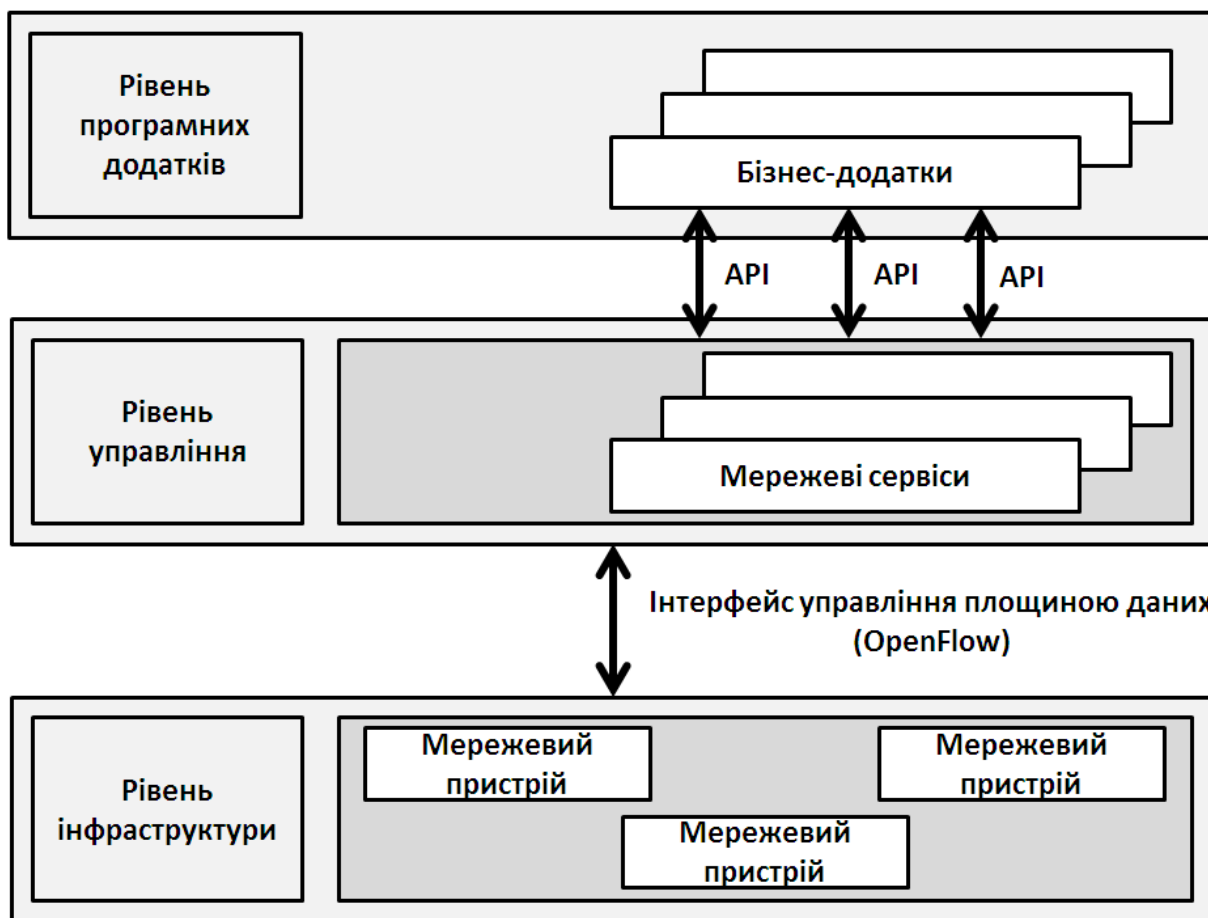 Рівень
програмних
додатків
Бізнес-додатки
API
API
API
Рівень
управління
Мережеві сервіси
Інтерфейс управління площиною даних
(OpenFlow)
Рівень
інфраструктури
Мережевий
пристрій
Мережевий
пристрій
Мережевий
пристрій